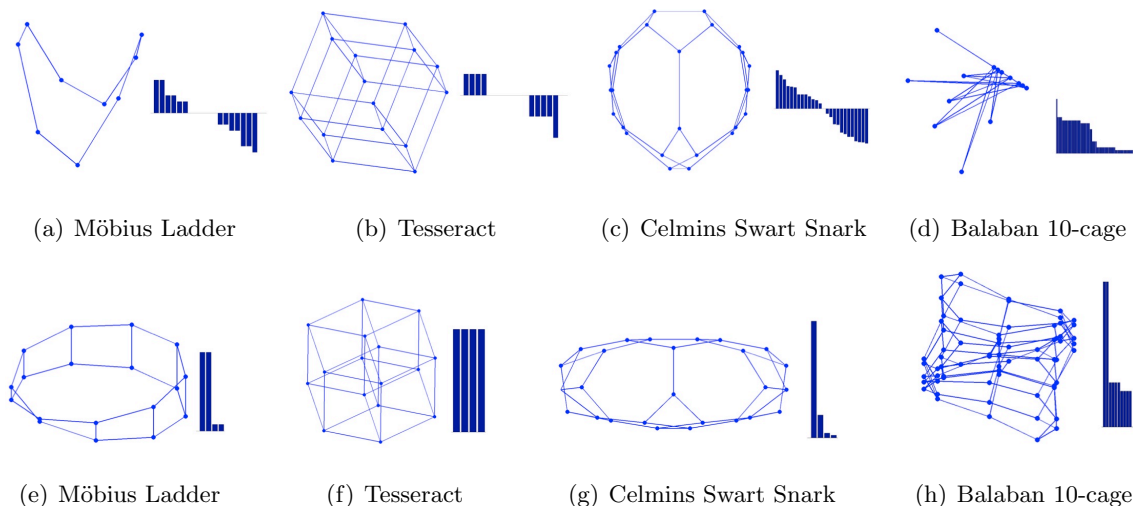 (a) Möbius Ladder
(b) Tesseract
(c) Celmins Swart Snark
(d) Balaban 10-cage
(e) Möbius Ladder
(f) Tesseract
(g) Celmins Swart Snark
(h) Balaban 10-cage